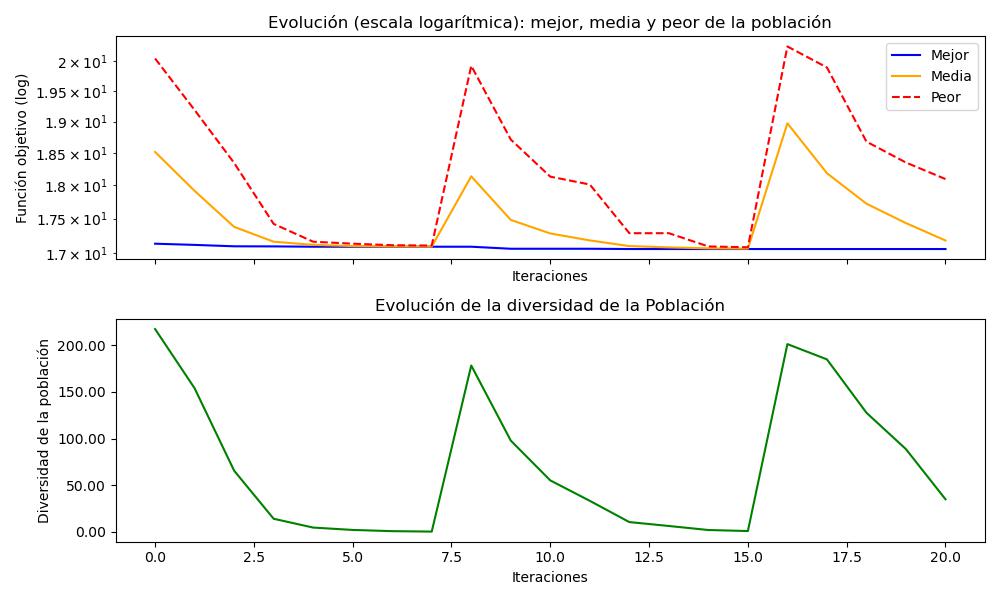 Evolución (escala logarítmica): mejor, media y peor de la población
Función objetivo (log)
2 × 10¹
1.95 × 10¹
1.9 × 10¹
1.85 × 10¹
1.8 × 10¹
1.75 × 10¹
1.7 × 10¹
Mejor
Media
Peor
Iteraciones
Evolución de la diversidad de la Población
Diversidad de la población
200.00
150.00
100.00
50.00
0.00
0.0 2.5 5.0 7.5 10.0 12.5 15.0 17.5 20.0
Iteraciones